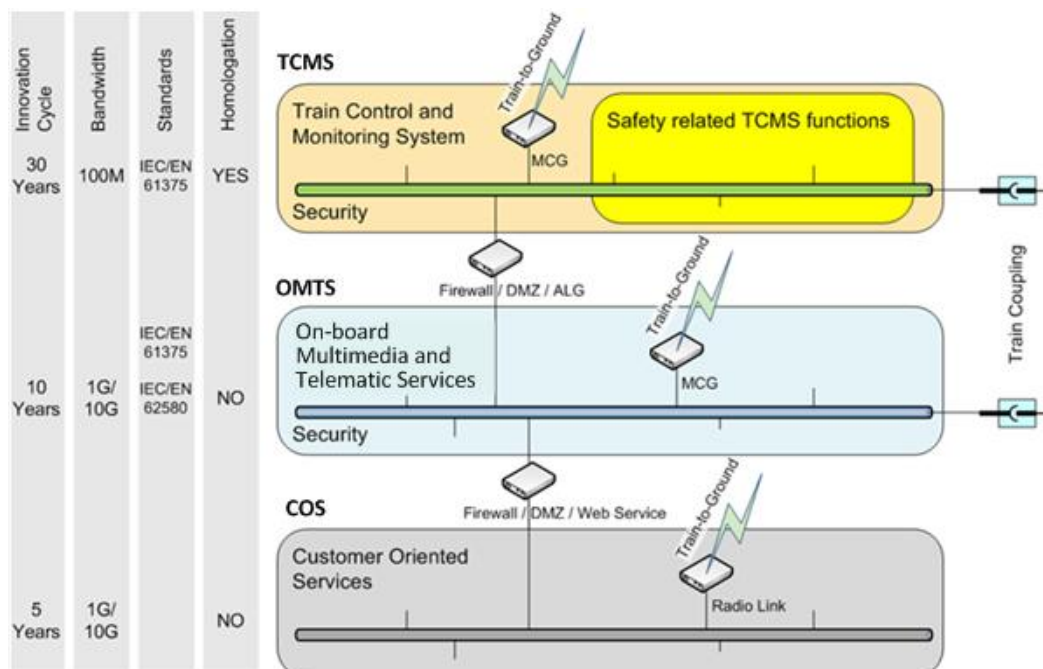 Innovation
Cycle
Bandwidth
Standards
Homologation
30
Years
100M
IEC/EN
61375
YES
IEC/EN
61375
10
Years
1G/
10G
IEC/EN
62580
NO
5
Years
1G/
10G
NO
TCMS
Train Control and
Monitoring System
Train-to-Ground
MCG
Safety related TCMS functions
Security
Firewall / DMZ / ALG
OMTS
On-board
Multimedia and
Telematic Services
Train-to-Ground
MCG
Security
Firewall / DMZ / Web Service
COS
Customer Oriented
Services
Train-to-Ground
Radio Link
Train Coupling